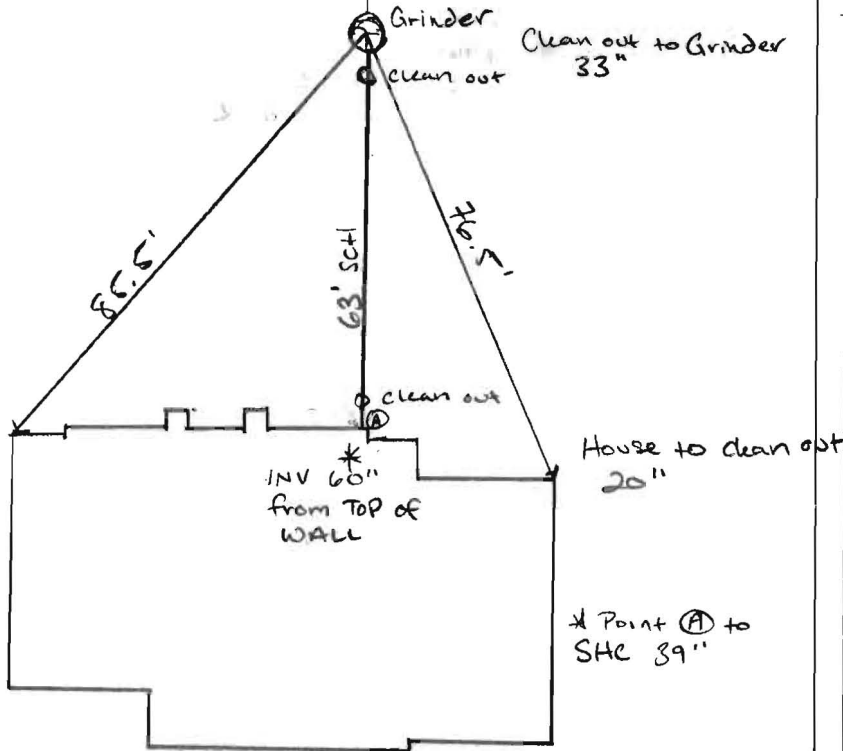 Grinder
Clean out to Grinder
33"
clean out
85.5'
63' SCH
76.7'
clean out
A
*
INV 60"
from TOP of
WALL
House to clean out
20"
* Point A to
SHC 39"